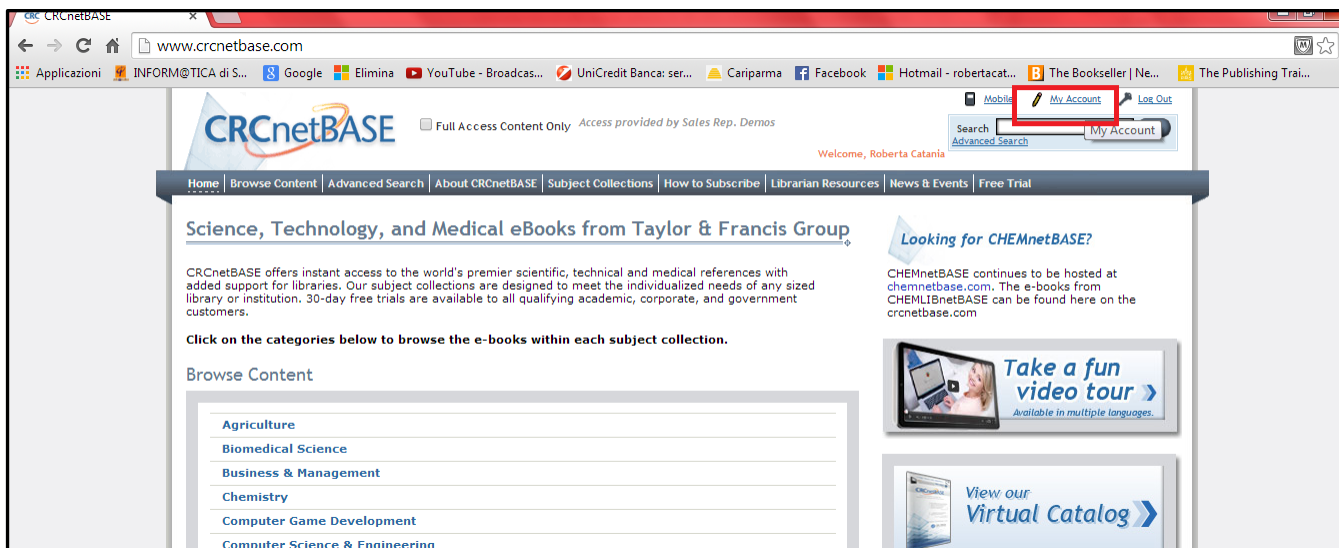 CRCnetBASE
www.crcnetbase.com
Applicazioni INFORM@TICA di S... Google Elimina YouTube - Broadcas... UniCredit Banca: ser... Cariparma Facebook Hotmail - robertacat... The Bookseller | Ne... The Publishing Trai...
Mobile My Account Log Out
CRCnetBASE Full Access Content Only Access provided by Sales Rep. Demos
Search My Account
Advanced Search
Welcome, Roberta Catania
Home Browse Content Advanced Search About CRCnetBASE Subject Collections How to Subscribe Librarian Resources News & Events Free Trial
Science, Technology, and Medical eBooks from Taylor & Francis Group
CRCnetBASE offers instant access to the world's premier scientific, technical and medical references with
added support for libraries. Our subject collections are designed to meet the individualized needs of any sized
library or institution. 30-day free trials are available to all qualifying academic, corporate, and government
customers.
Click on the categories below to browse the e-books within each subject collection.
Browse Content
Agriculture
Biomedical Science
Business & Management
Chemistry
Computer Game Development
Computer Science & Engineering
Looking for CHEMnetBASE?
CHEMnetBASE continues to be hosted at
chemnetbase.com. The e-books from
CHEMLIBnetBASE can be found here on the
crcnetbase.com
Take a fun
video tour
Available in multiple languages.
View our
Virtual Catalog